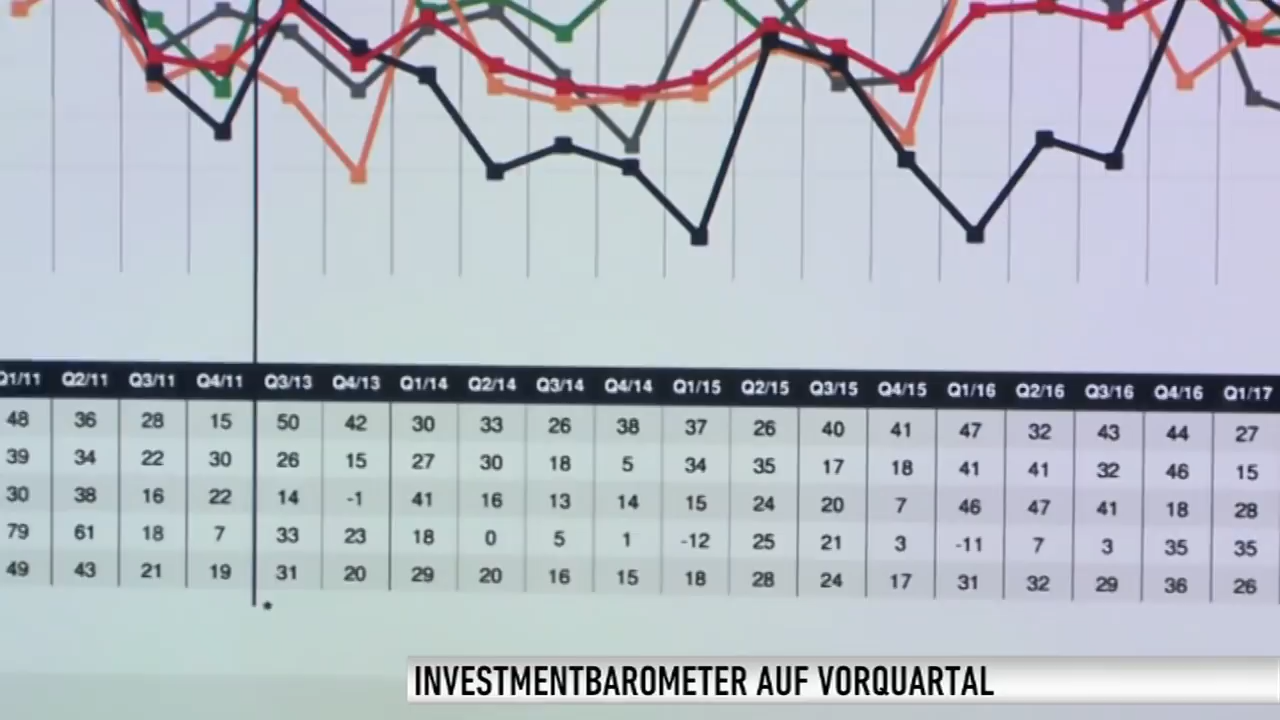 Q1/11 Q2/11 Q3/11 Q4/11 Q3/13 Q4/13 Q1/14 Q2/14 Q3/14 Q4/14 Q1/15 Q2/15 Q3/15 Q4/15 Q1/16 Q2/16 Q3/16 Q4/16 Q1/17
48 36 28 15 50 42 30 33 26 38 37 26 40 41 47 32 43 44 27
39 34 22 30 26 15 27 30 18 5 34 35 17 18 41 41 32 46 15
30 38 16 22 14 -1 41 16 13 14 15 24 20 7 46 47 41 18 28
79 61 18 7 33 23 18 0 5 1 -12 25 21 3 -11 7 3 35 35
49 43 21 19 31 20 29 20 16 15 18 28 24 17 31 32 29 36 26
*
INVESTMENTBAROMETER AUF VORQUARTAL